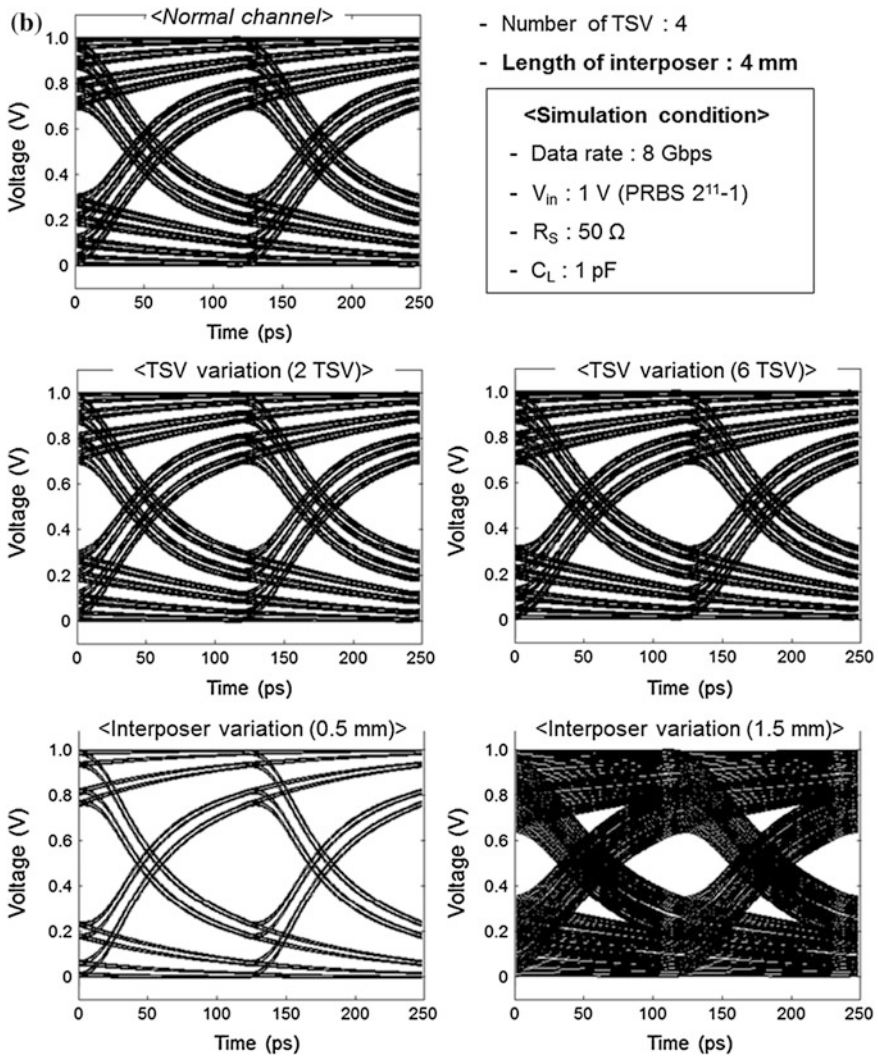 (b)
<Normal channel>
1.0
0.8
0.6
0.4
0.2
0
Voltage (V)
0 50 100 150 200 250
Time (ps)
- Number of TSV : 4
- Length of interposer : 4 mm
<Simulation condition>
- Data rate : 8 Gbps
- Vin : 1 V (PRBS 2¹¹-1)
- RS : 50 Ω
- CL : 1 pF
<TSV variation (2 TSV)>
1.0
0.8
0.6
0.4
0.2
0
Voltage (V)
0 50 100 150 200 250
Time (ps)
<TSV variation (6 TSV)>
1.0
0.8
0.6
0.4
0.2
0
Voltage (V)
0 50 100 150 200 250
Time (ps)
<Interposer variation (0.5 mm)>
1.0
0.8
0.6
0.4
0.2
0
Voltage (V)
0 50 100 150 200 250
Time (ps)
<Interposer variation (1.5 mm)>
1.0
0.8
0.6
0.4
0.2
0
Voltage (V)
0 50 100 150 200 250
Time (ps)